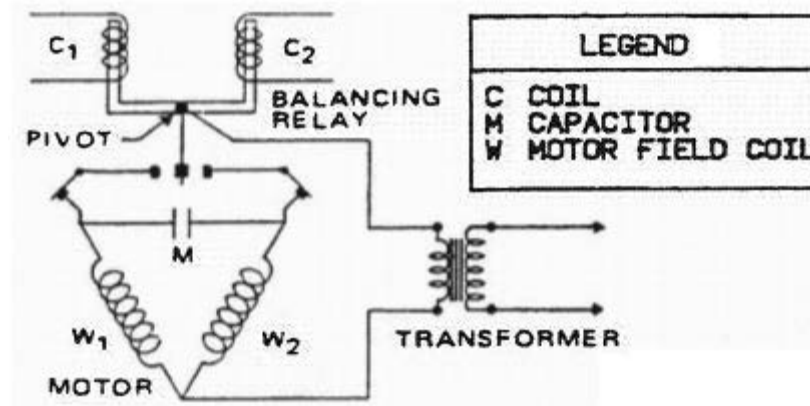 C1
C2
BALANCING
RELAY
PIVOT
M
W1
W2
MOTOR
TRANSFORMER
LEGEND
C COIL
M CAPACITOR
W MOTOR FIELD COIL